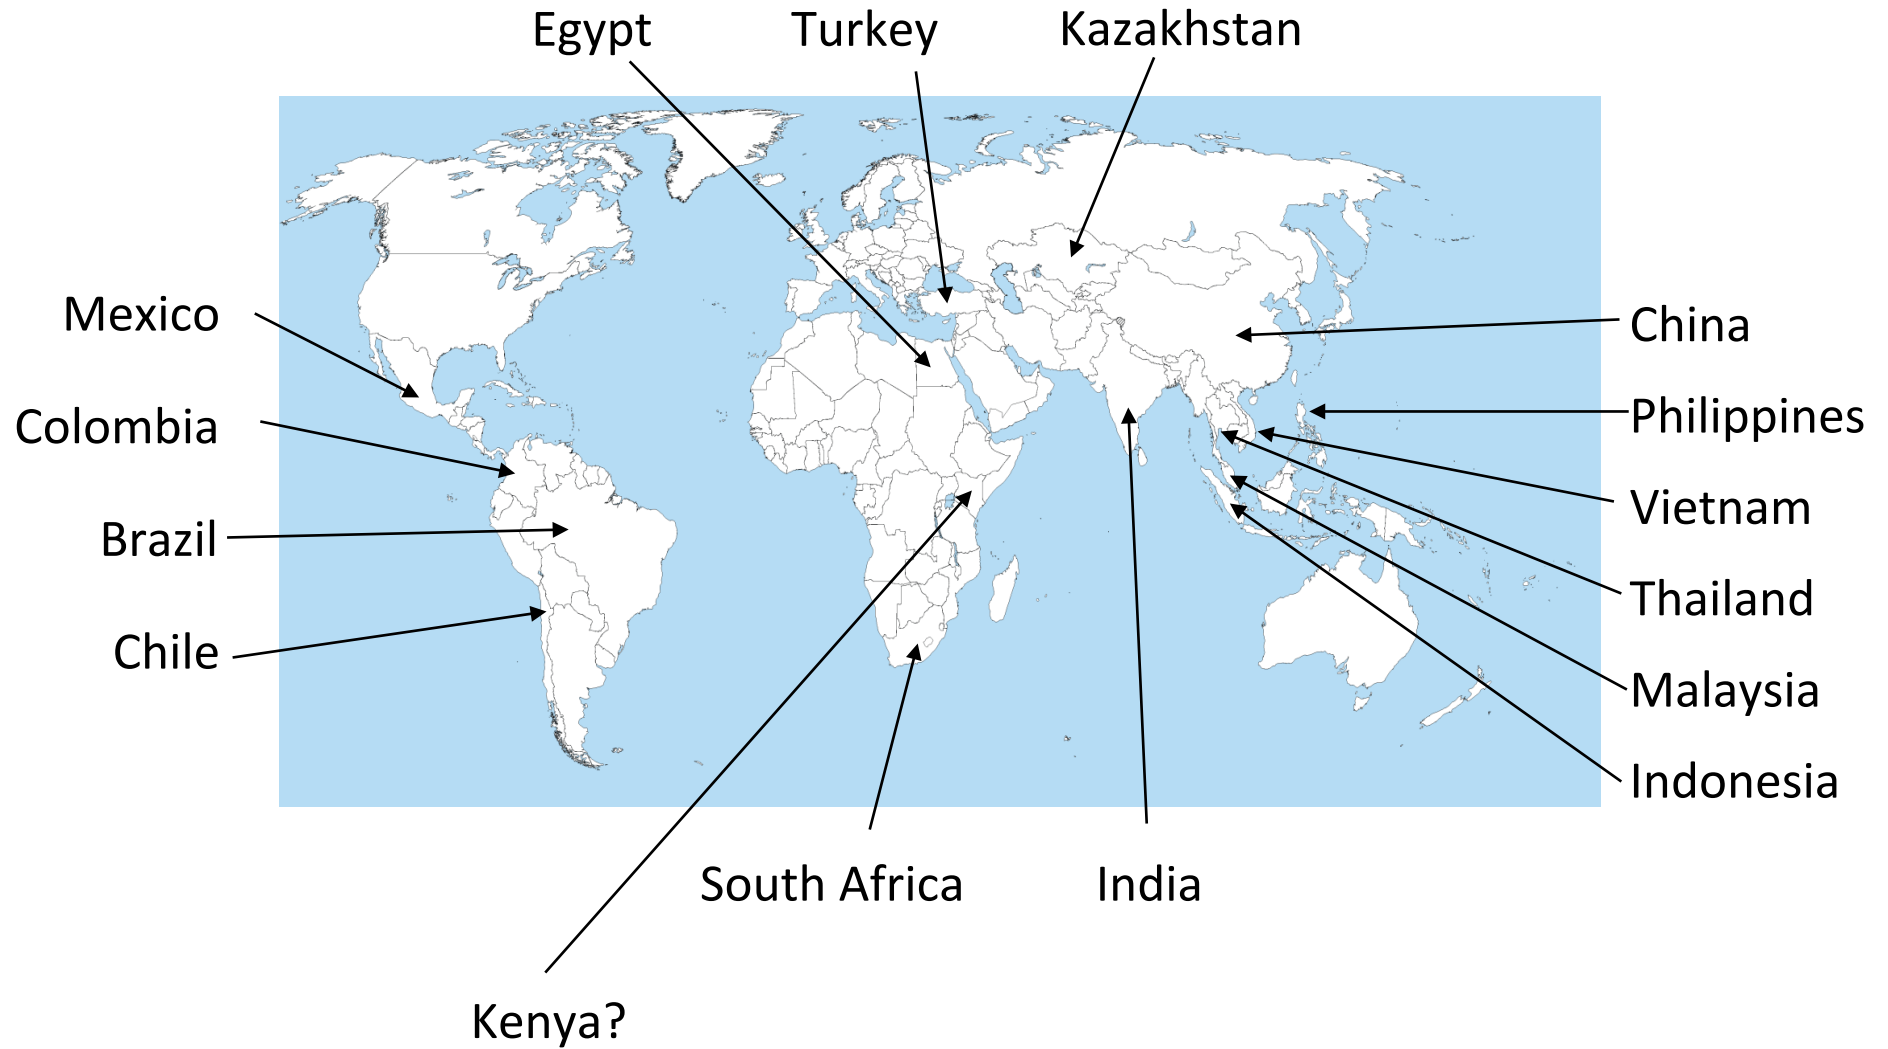 Egypt
Turkey
Kazakhstan
Mexico
Colombia
Brazil
Chile
China
Philippines
Vietnam
Thailand
Malaysia
Indonesia
South Africa
India
Kenya?